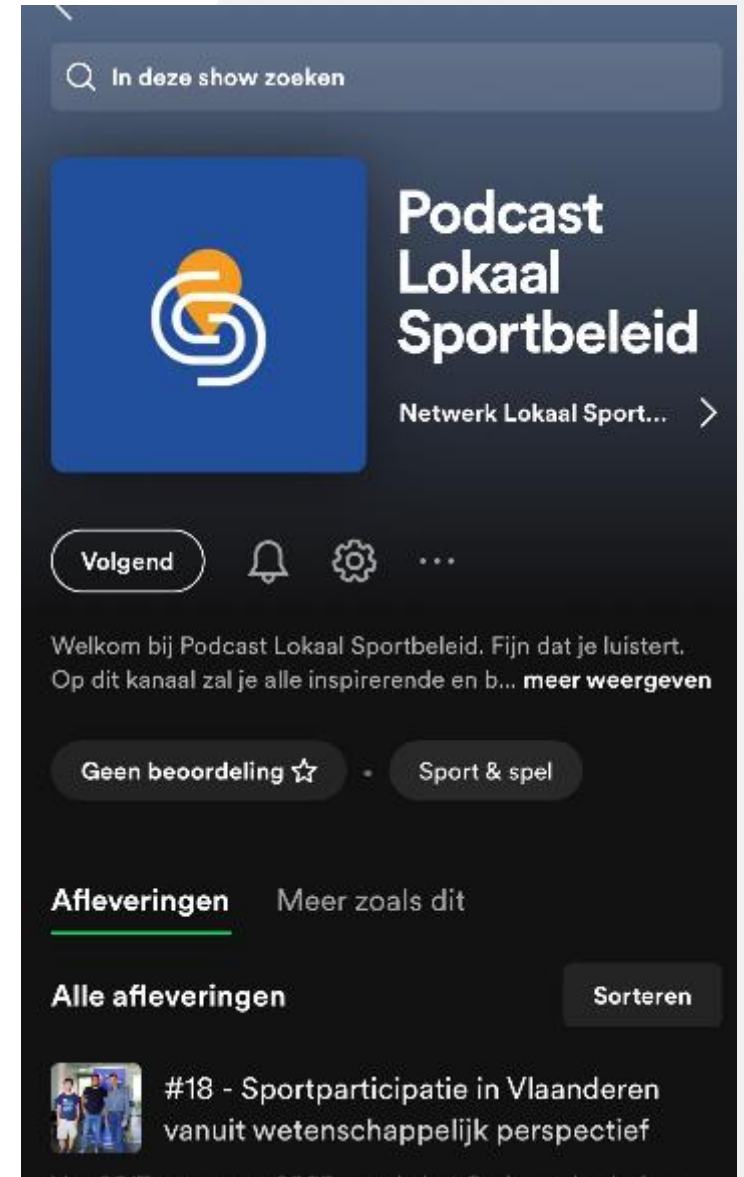 In deze show zoeken
Podcast
Lokaal
Sportbeleid
Netwerk Lokaal Sport...
Volgend
Welkom bij Podcast Lokaal Sportbeleid. Fijn dat je luistert.
Op dit kanaal zal je alle inspirerende en b... meer weergeven
Geen beoordeling
Sport & spel
Afleveringen
Meer zoals dit
Alle afleveringen
Sorteren
#18 - Sportparticipatie in Vlaanderen
vanuit wetenschappelijk perspectief